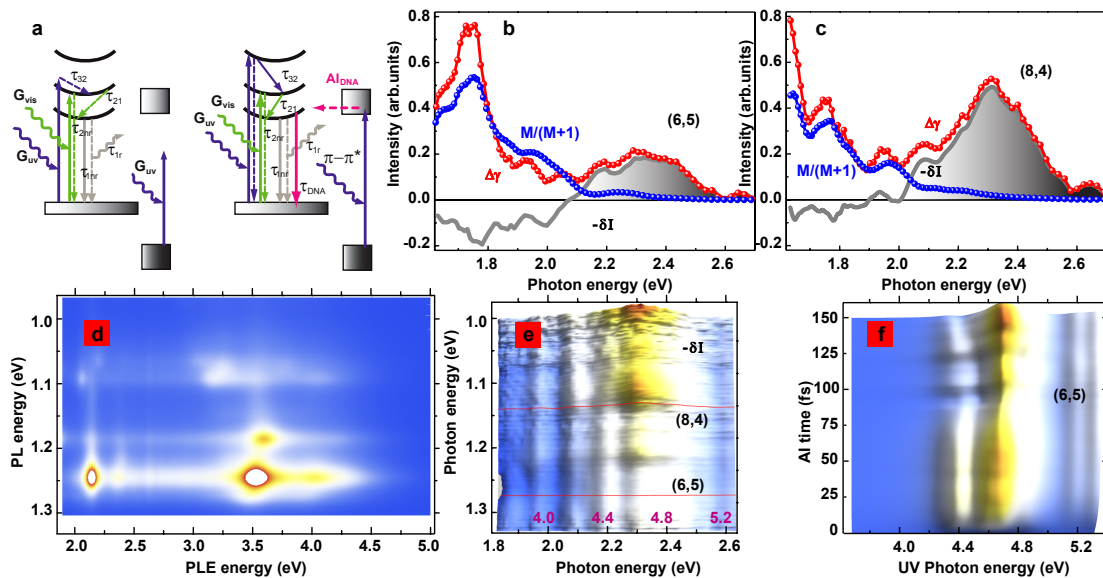 a
τ32
τ21
Gvis
τ2nr
Guv
τ1nr
τ1r
Guv
τ32
AIDNA
Gvis
τ21
τ2nr
Guv
τ1nr
τ1r
π−π*
τDNA
b
Intensity (arb.units)
0.8
0.6
0.4
0.2
0.0
-0.2
(6,5)
M/(M+1)
Δγ
-δI
1.8 2.0 2.2 2.4 2.6
Photon energy (eV)
c
Intensity (arb.units)
0.8
0.6
0.4
0.2
0.0
-0.2
(8,4)
Δγ
M/(M+1)
-δI
1.8 2.0 2.2 2.4 2.6
Photon energy (eV)
d
PL energy (eV)
1.0
1.1
1.2
1.3
2.0 2.5 3.0 3.5 4.0 4.5 5.0
PLE energy (eV)
e
Photon energy (eV)
1.0
1.1
1.2
1.3
-δI
(8,4)
(6,5)
4.0 4.4 4.8 5.2
1.8 2.0 2.2 2.4 2.6
Photon energy (eV)
f
AI time (fs)
150
125
100
75
50
25
0
(6,5)
4.0 4.4 4.8 5.2
UV Photon energy (eV)